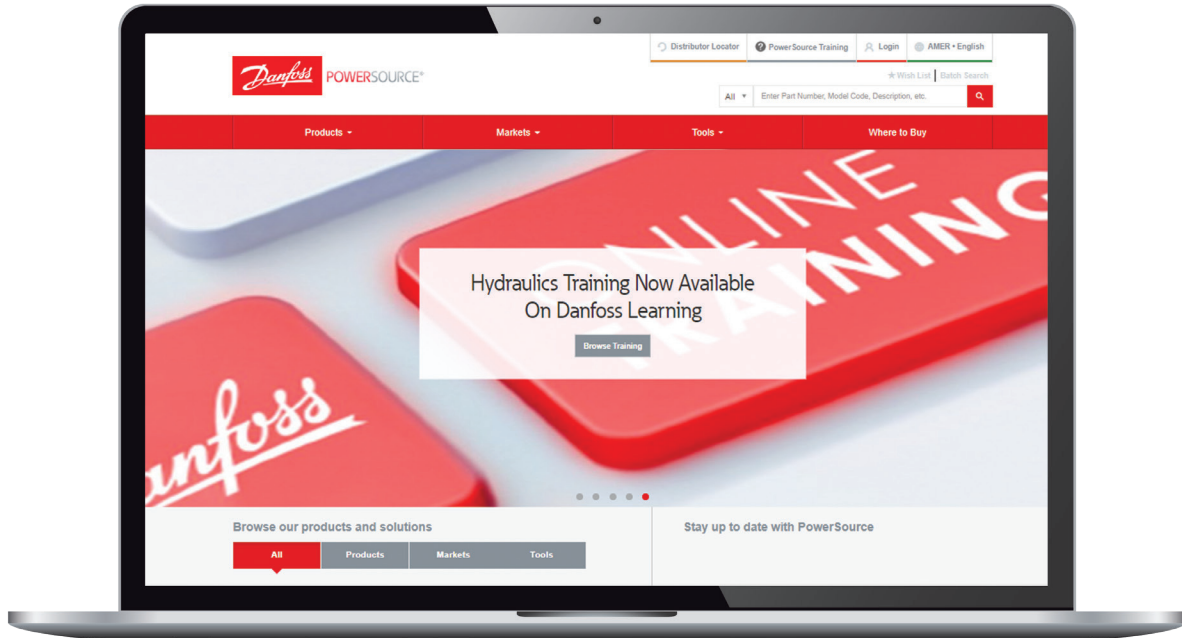 Distributor Locator
PowerSource Training
Login
AMER • English
Danfoss
POWERSOURCE®
★ Wish List | Batch Search
All
Enter Part Number, Model Code, Description, etc.
Products
Markets
Tools
Where to Buy
ONLINE
TRAINING
Hydraulics Training Now Available
On Danfoss Learning
Browse Training
anfoss
Browse our products and solutions
Stay up to date with PowerSource
All
Products
Markets
Tools